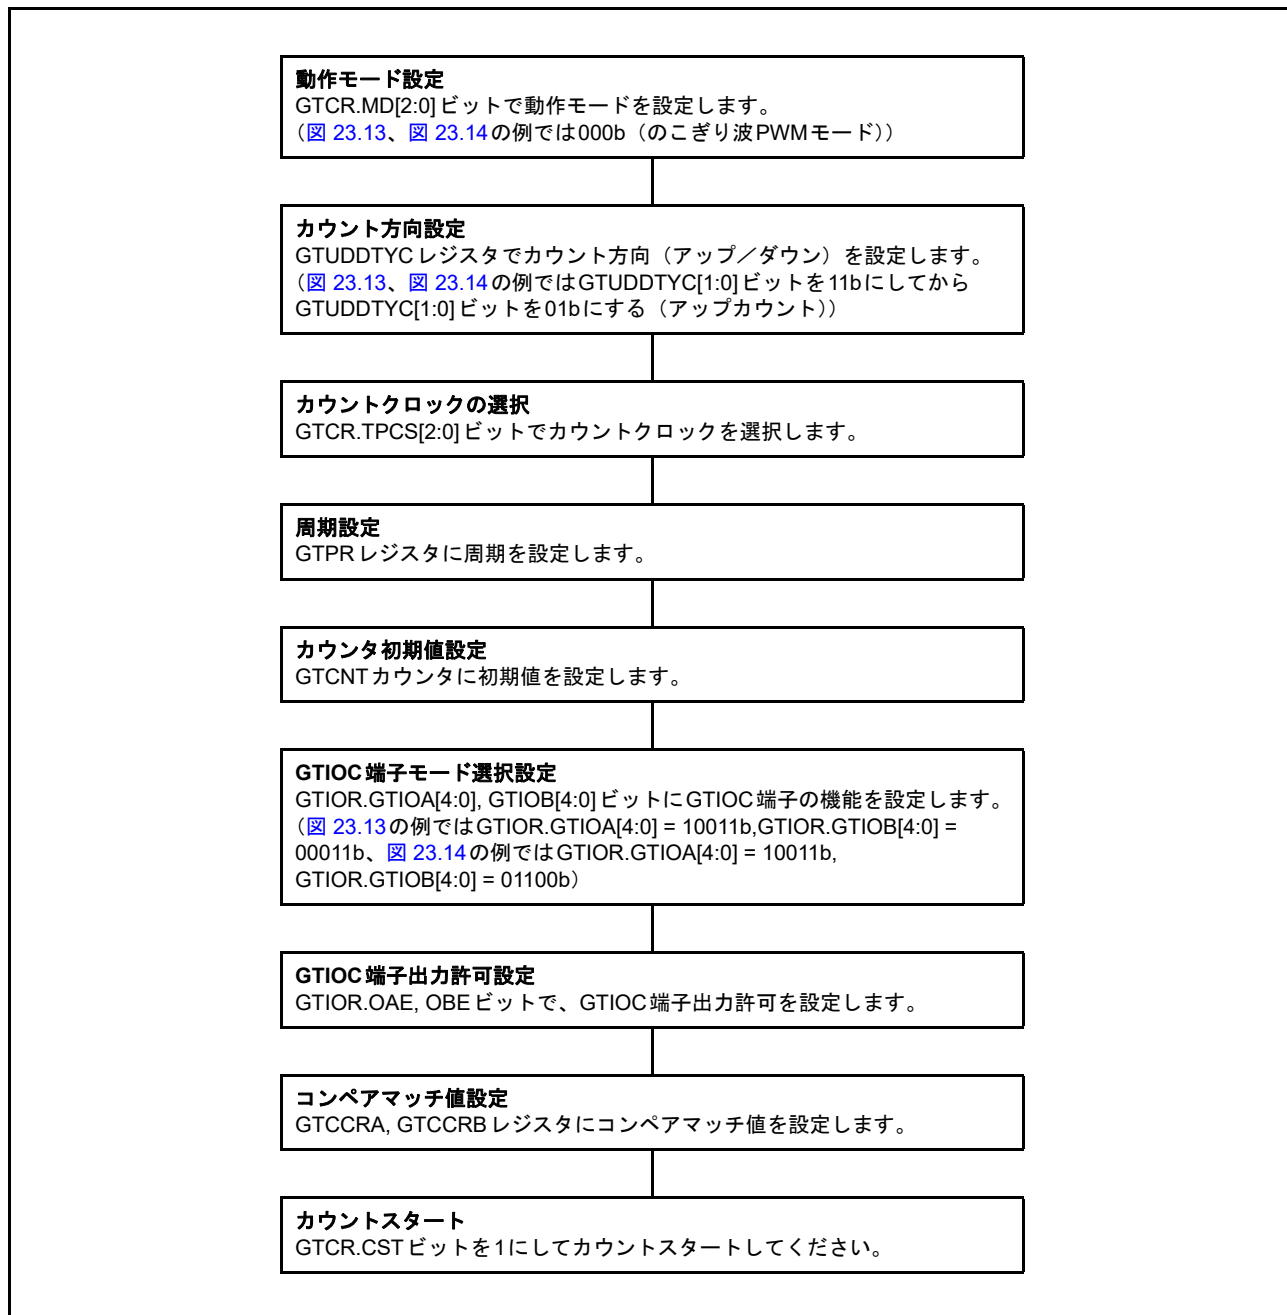 動作モード設定
GTCR.MD[2:0]ビットで動作モードを設定します。
（図 23.13、図 23.14の例では000b（のこぎり波PWMモード））
カウント方向設定
GTUDDTYCレジスタでカウント方向（アップ／ダウン）を設定します。
（図 23.13、図 23.14の例ではGTUDDTYC[1:0]ビットを11bにしてから
GTUDDTYC[1:0]ビットを01bにする（アップカウント））
カウントクロックの選択
GTCR.TPCS[2:0]ビットでカウントクロックを選択します。
周期設定
GTPRレジスタに周期を設定します。
カウンタ初期値設定
GTCNTカウンタに初期値を設定します。
GTIOC端子モード選択設定
GTIOR.GTIOA[4:0], GTIOB[4:0]ビットにGTIOC端子の機能を設定します。
（図 23.13の例ではGTIOR.GTIOA[4:0] = 10011b,GTIOR.GTIOB[4:0] =
00011b、図 23.14の例ではGTIOR.GTIOA[4:0] = 10011b,
GTIOR.GTIOB[4:0] = 01100b）
GTIOC端子出力許可設定
GTIOR.OAE, OBEビットで、GTIOC端子出力許可を設定します。
コンペアマッチ値設定
GTCCRA, GTCCRBレジスタにコンペアマッチ値を設定します。
カウントスタート
GTCR.CSTビットを1にしてカウントスタートしてください。